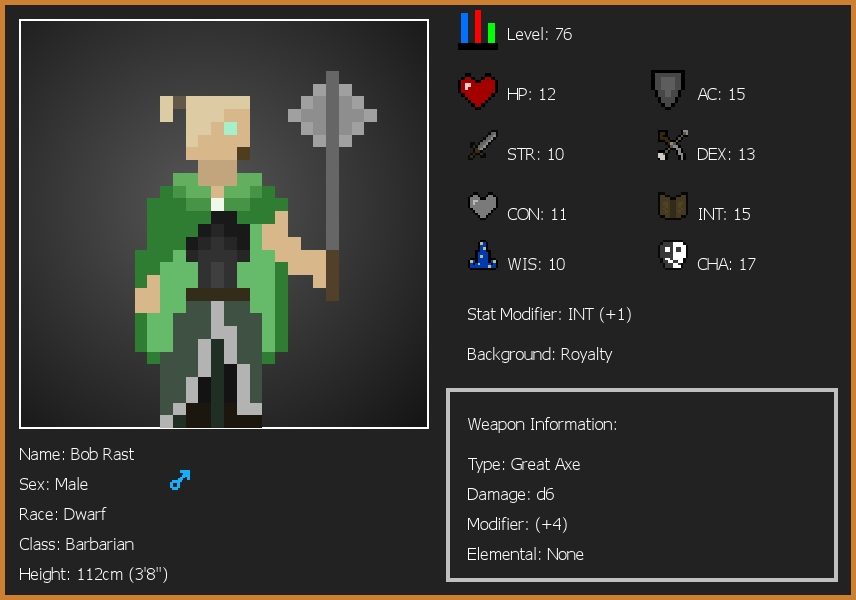 Level: 76
HP: 12
AC: 15
STR: 10
DEX: 13
CON: 11
INT: 15
WIS: 10
CHA: 17
Stat Modifier: INT (+1)
Background: Royalty
Weapon Information:
Type: Great Axe
Damage: d6
Modifier: (+4)
Elemental: None
Name: Bob Rast
Sex: Male
Race: Dwarf
Class: Barbarian
Height: 112cm (3'8")